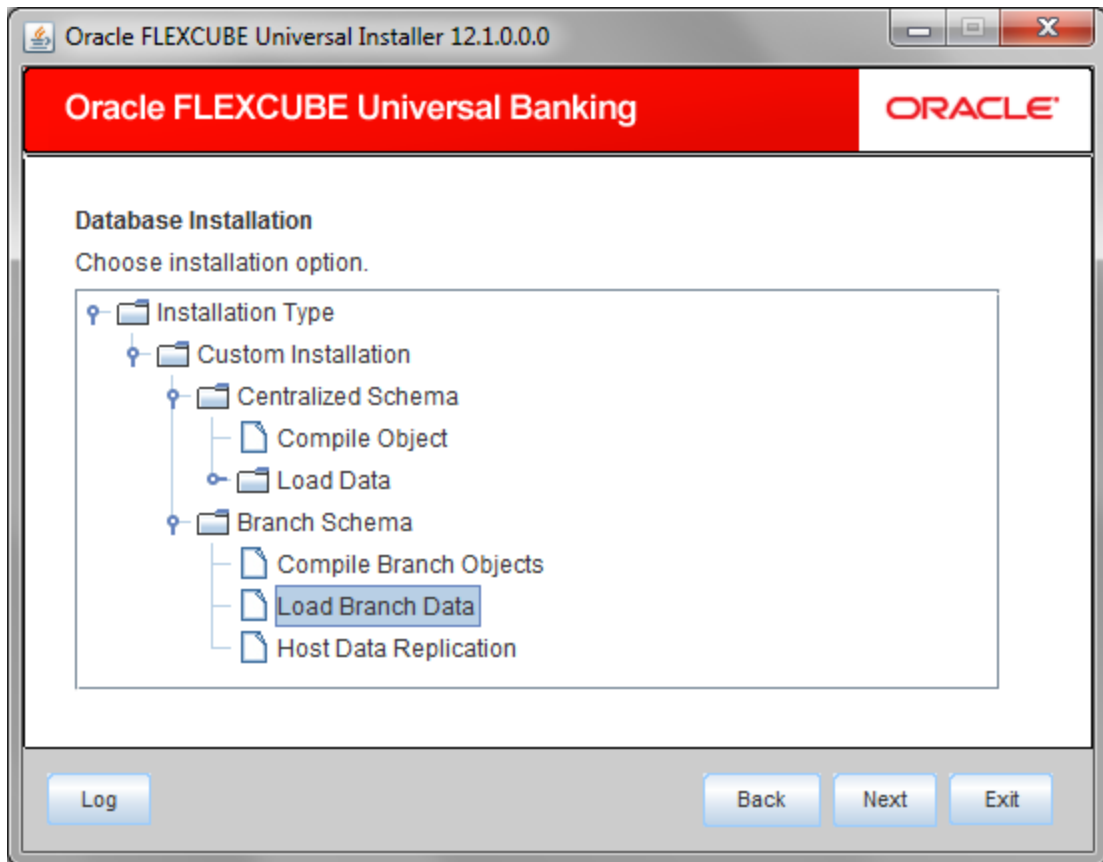 Oracle FLEXCUBE Universal Installer 12.1.0.0.0
Oracle FLEXCUBE Universal Banking
ORACLE
Database Installation
Choose installation option.
Installation Type
Custom Installation
Centralized Schema
Compile Object
Load Data
Branch Schema
Compile Branch Objects
Load Branch Data
Host Data Replication
Log Back Next Exit